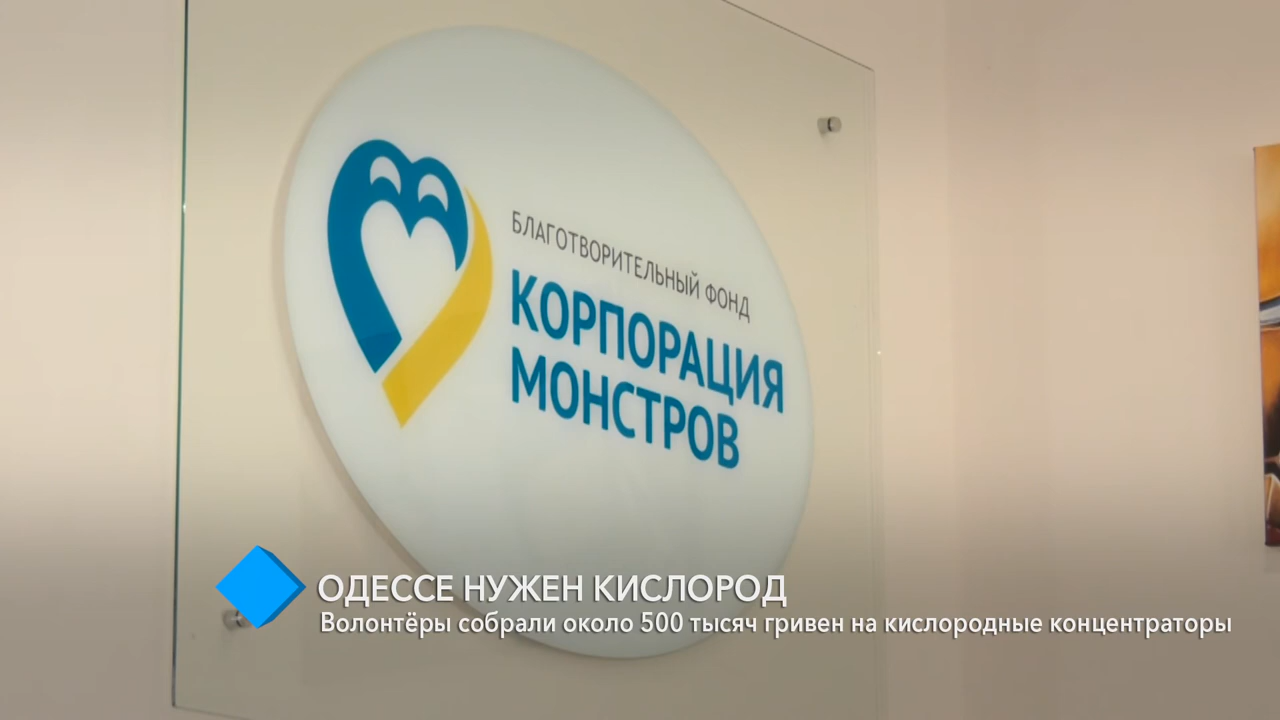 БЛАГОТВОРИТЕЛЬНЫЙ ФОНД
КОРПОРАЦИЯ
МОНСТРОВ
ОДЕССЕ НУЖЕН КИСЛОРОД
Волонтёры собрали около 500 тысяч гривен на кислородные концентраторы